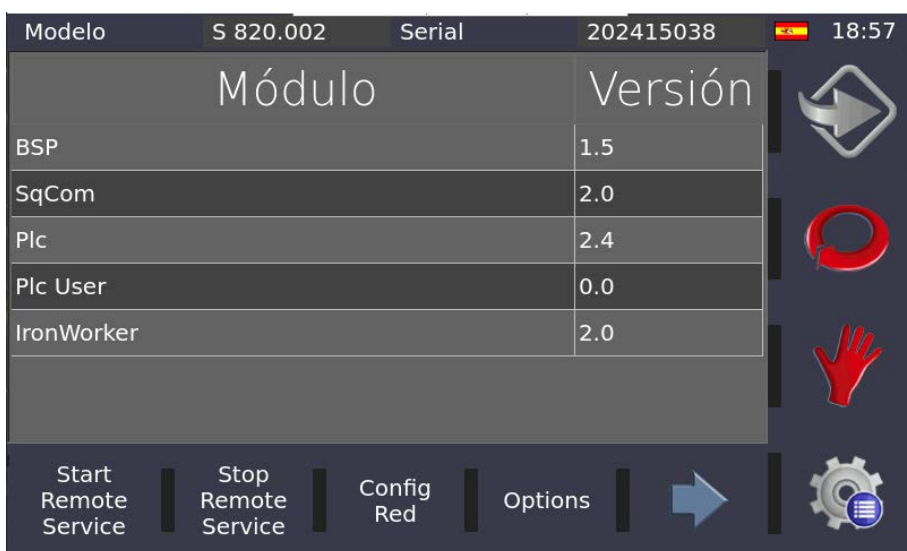 Modelo S 820.002 Serial 202415038 18:57
Módulo Versión
BSP 1.5
SqCom 2.0
Plc 2.4
Plc User 0.0
IronWorker 2.0
Start Remote Service
Stop Remote Service
Config Red
Options